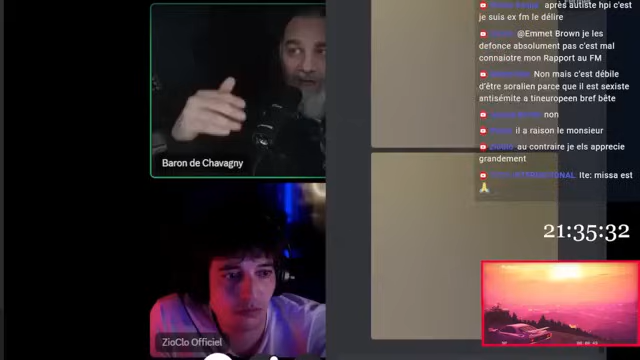 Baron de Chavagny
ZioClo Officiel
après autiste hpi c'est
je suis ex fm le délire
@Emmet Brown je les
defonce absolument pas c'est mal
connaiotre mon Rapport au FM
Non mais c'est débile
d'être soralien parce que il est sexiste
antisémite a tineuropeen bref bête
non
il a raison le monsieur
au contraire je els apprecie
grandement
Ite: missa est
21:35:32